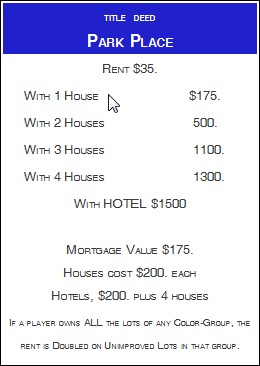 TITLE DEED
PARK PLACE
RENT $35.
WITH 1 HOUSE $175.
WITH 2 HOUSES 500.
WITH 3 HOUSES 1100.
WITH 4 HOUSES 1300.
WITH HOTEL $1500
MORTGAGE VALUE $175.
HOUSES COST $200. EACH
HOTELS, $200. PLUS 4 HOUSES
IF A PLAYER OWNS ALL THE LOTS OF ANY COLOR-GROUP, THE
RENT IS DOUBLED ON UNIMPROVED LOTS IN THAT GROUP.